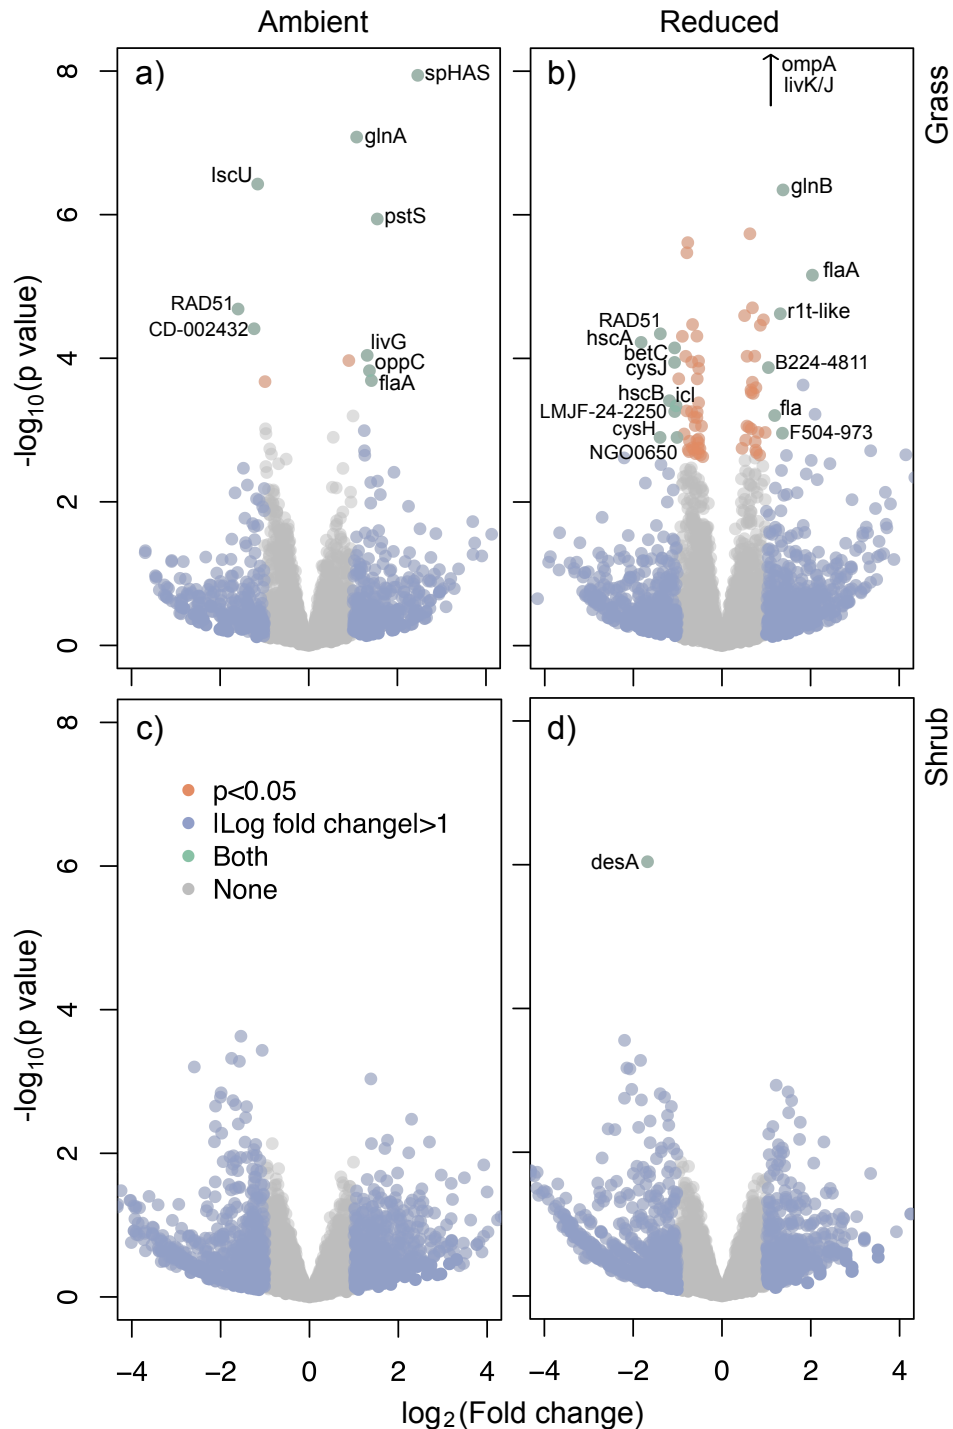 Ambient
Reduced
Grass
Shrub
a)
8
6
4
2
0
-log10(p value)
spHAS
glnA
IscU
pstS
RAD51
CD-002432
livG
oppC
flaA
b)
ompA
livK/J
glnB
flaA
r1t-like
RAD51
hscA
betC
cysJ
B224-4811
hscB
icl
fla
LMJF-24-2250
cysH
F504-973
NGO0650
c)
8
6
4
2
0
-log10(p value)
p<0.05
|Log fold change|>1
Both
None
−4
−2
0
2
4
d)
desA
−4
−2
0
2
4
log2(Fold change)